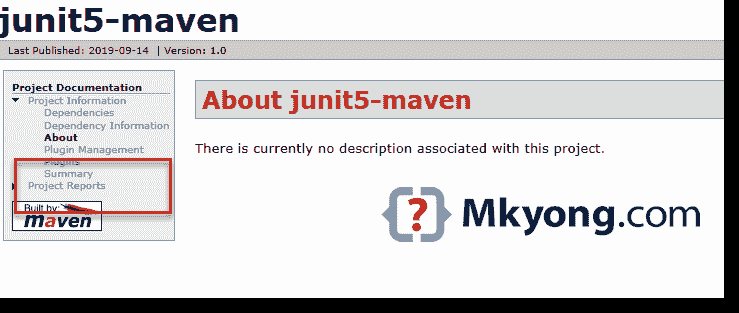 junit5-maven
Last Published: 2019-09-14 | Version: 1.0
Project Documentation
Project Information
Dependencies
Dependency Information
About
Plugin Management
Plugins
Summary
Project Reports
Built by:
maven
About junit5-maven
There is currently no description associated with this project.
{?} Mkyong.com